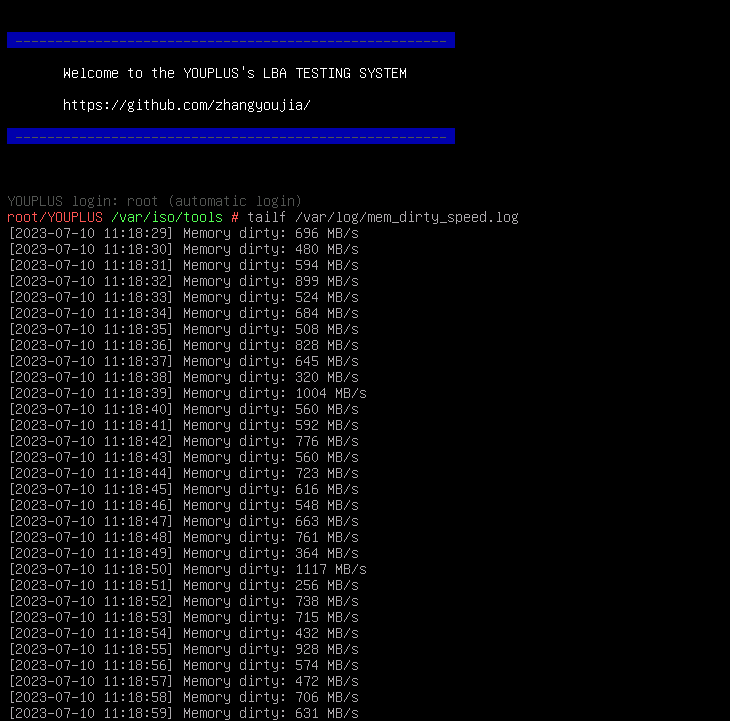 ------------------------------------------------------
Welcome to the YOUPLUS's LBA TESTING SYSTEM
https://github.com/zhangyoujia/
------------------------------------------------------
YOUPLUS login: root (automatic login)
root/YOUPLUS /var/iso/tools # tailf /var/log/mem_dirty_speed.log
[2023-07-10 11:18:29] Memory dirty: 696 MB/s
[2023-07-10 11:18:30] Memory dirty: 480 MB/s
[2023-07-10 11:18:31] Memory dirty: 594 MB/s
[2023-07-10 11:18:32] Memory dirty: 899 MB/s
[2023-07-10 11:18:33] Memory dirty: 524 MB/s
[2023-07-10 11:18:34] Memory dirty: 684 MB/s
[2023-07-10 11:18:35] Memory dirty: 508 MB/s
[2023-07-10 11:18:36] Memory dirty: 828 MB/s
[2023-07-10 11:18:37] Memory dirty: 645 MB/s
[2023-07-10 11:18:38] Memory dirty: 320 MB/s
[2023-07-10 11:18:39] Memory dirty: 1004 MB/s
[2023-07-10 11:18:40] Memory dirty: 560 MB/s
[2023-07-10 11:18:41] Memory dirty: 592 MB/s
[2023-07-10 11:18:42] Memory dirty: 776 MB/s
[2023-07-10 11:18:43] Memory dirty: 560 MB/s
[2023-07-10 11:18:44] Memory dirty: 723 MB/s
[2023-07-10 11:18:45] Memory dirty: 616 MB/s
[2023-07-10 11:18:46] Memory dirty: 548 MB/s
[2023-07-10 11:18:47] Memory dirty: 663 MB/s
[2023-07-10 11:18:48] Memory dirty: 761 MB/s
[2023-07-10 11:18:49] Memory dirty: 364 MB/s
[2023-07-10 11:18:50] Memory dirty: 1117 MB/s
[2023-07-10 11:18:51] Memory dirty: 256 MB/s
[2023-07-10 11:18:52] Memory dirty: 738 MB/s
[2023-07-10 11:18:53] Memory dirty: 715 MB/s
[2023-07-10 11:18:54] Memory dirty: 432 MB/s
[2023-07-10 11:18:55] Memory dirty: 928 MB/s
[2023-07-10 11:18:56] Memory dirty: 574 MB/s
[2023-07-10 11:18:57] Memory dirty: 472 MB/s
[2023-07-10 11:18:58] Memory dirty: 706 MB/s
[2023-07-10 11:18:59] Memory dirty: 631 MB/s